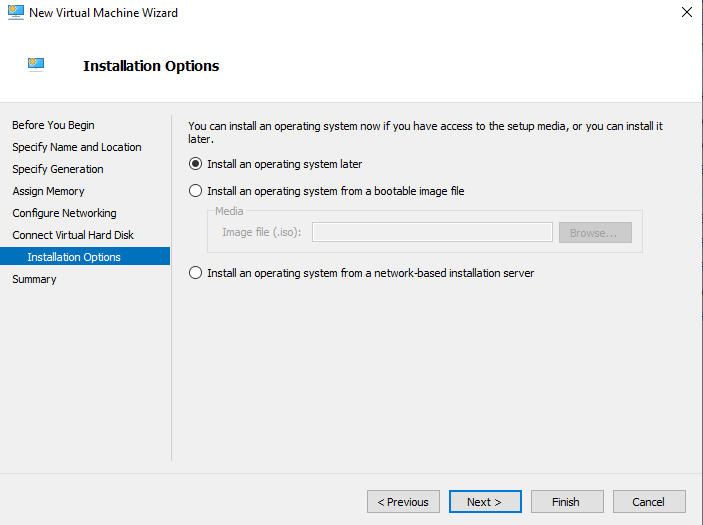 New Virtual Machine Wizard
Installation Options
Before You Begin
Specify Name and Location
Specify Generation
Assign Memory
Configure Networking
Connect Virtual Hard Disk
Installation Options
Summary
You can install an operating system now if you have access to the setup media, or you can install it
later.
Install an operating system later
Install an operating system from a bootable image file
Media
Image file (.iso):
Browse...
Install an operating system from a network-based installation server
< Previous
Next >
Finish
Cancel